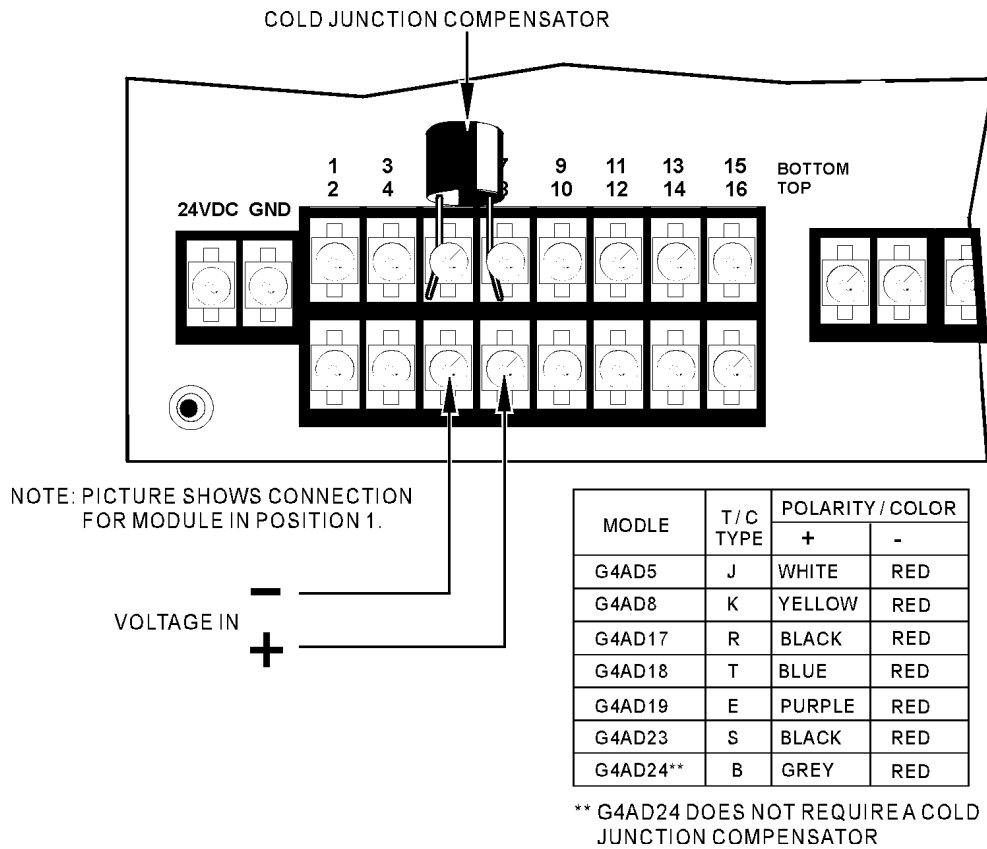 COLD JUNCTION COMPENSATOR
1 3 7 9 11 13 15 BOTTOM
2 4 8 10 12 14 16 TOP
24VDC GND
NOTE: PICTURE SHOWS CONNECTION
FOR MODULE IN POSITION 1.
-
VOLTAGE IN
+
MODLE T/C TYPE POLARITY / COLOR
+ -
G4AD5 J WHITE RED
G4AD8 K YELLOW RED
G4AD17 R BLACK RED
G4AD18 T BLUE RED
G4AD19 E PURPLE RED
G4AD23 S BLACK RED
G4AD24** B GREY RED
** G4AD24 DOES NOT REQUIRE A COLD
JUNCTION COMPENSATOR